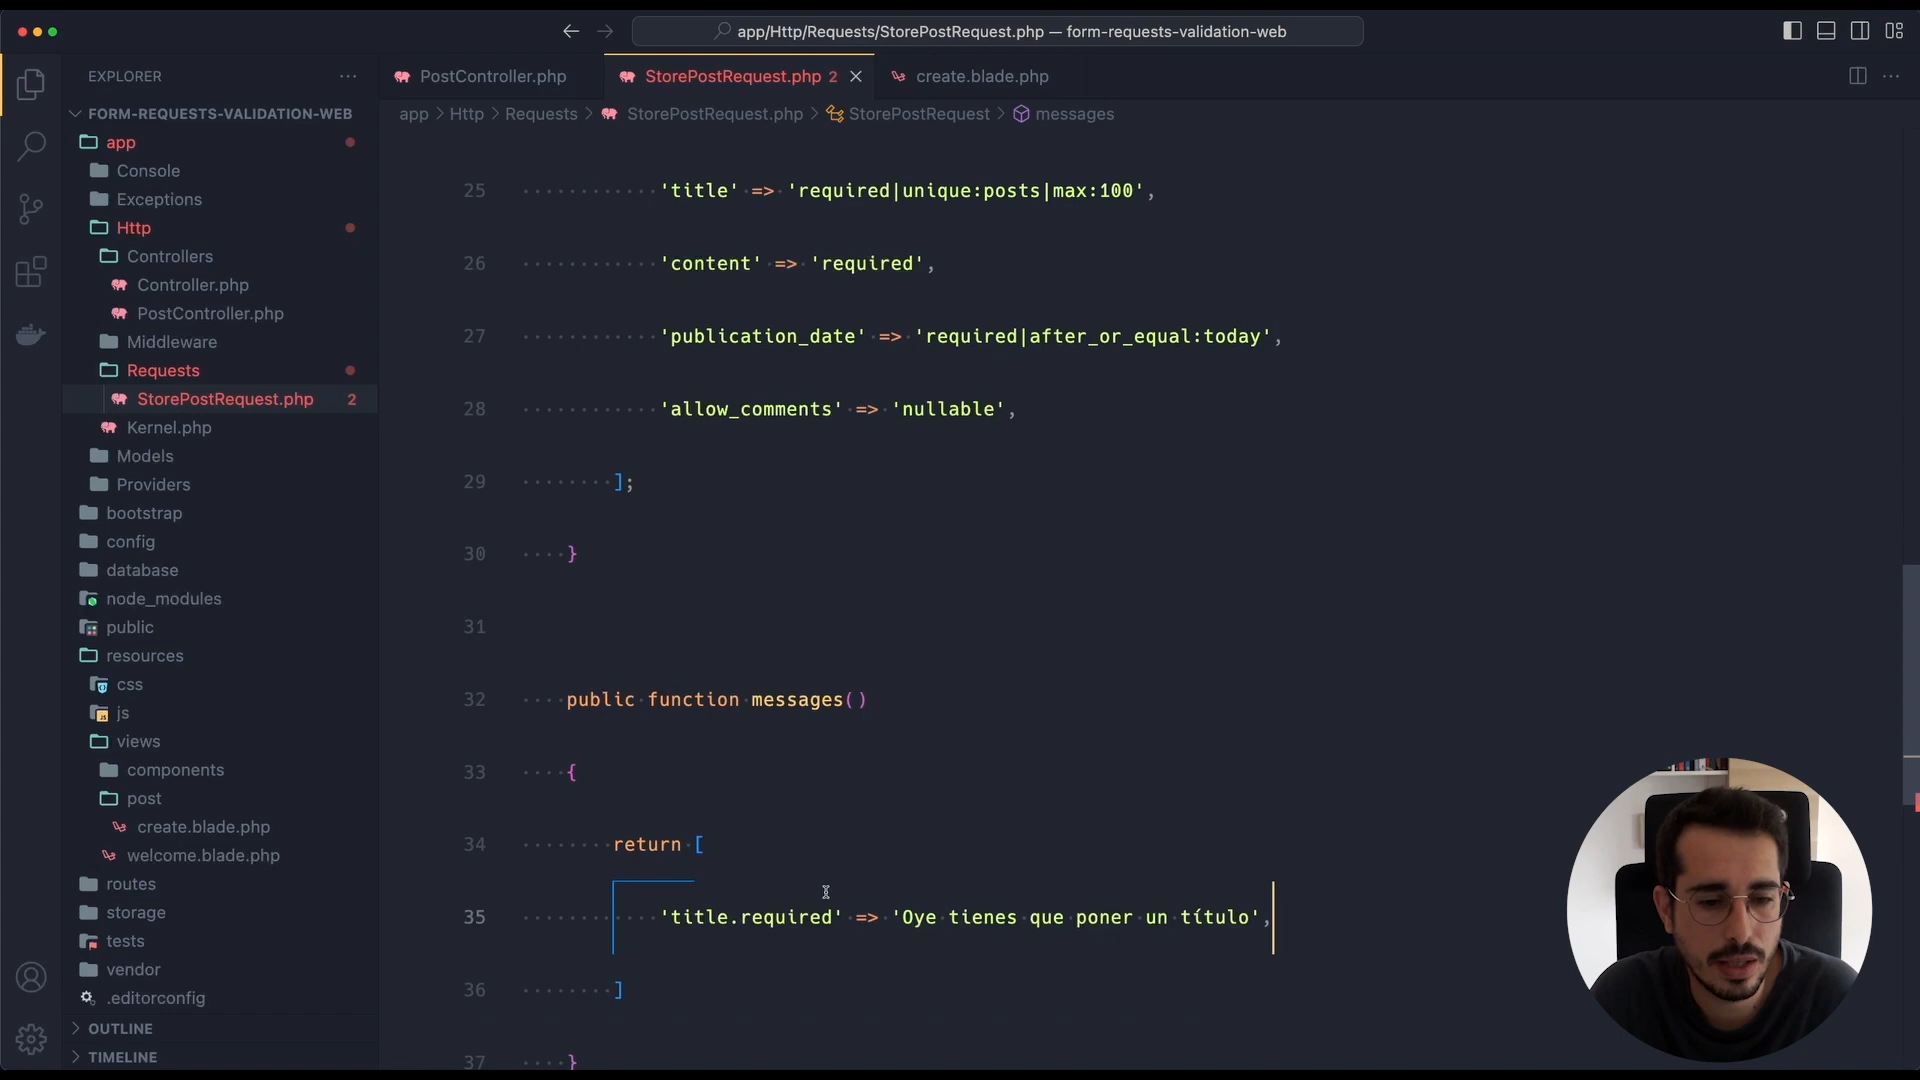 app/Http/Requests/StorePostRequest.php — form-requests-validation-web
EXPLORER
PostController.php
StorePostRequest.php 2
create.blade.php
app > Http > Requests > StorePostRequest.php > StorePostRequest > messages
FORM-REQUESTS-VALIDATION-WEB
app
Console
Exceptions
Http
Controllers
Controller.php
PostController.php
Middleware
Requests
StorePostRequest.php 2
Kernel.php
Models
Providers
bootstrap
config
database
node_modules
public
resources
css
js
views
components
post
create.blade.php
welcome.blade.php
routes
storage
tests
vendor
.editorconfig
OUTLINE
TIMELINE
25 'title' => 'required|unique:posts|max:100',
26 'content' => 'required',
27 'publication_date' => 'required|after_or_equal:today',
28 'allow_comments' => 'nullable',
29 ];
30 }
31
32 public function messages()
33 {
34 return [
35 'title.required' => 'Oye tienes que poner un título',
36 ]
37 }